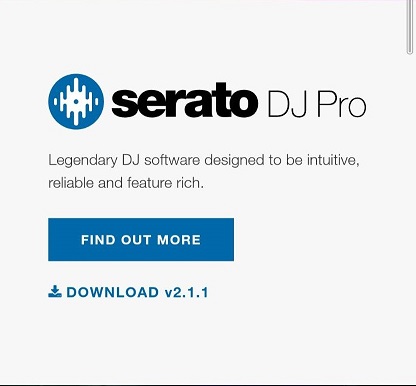 serato DJ Pro
Legendary DJ software designed to be intuitive,
reliable and feature rich.
FIND OUT MORE
DOWNLOAD v2.1.1